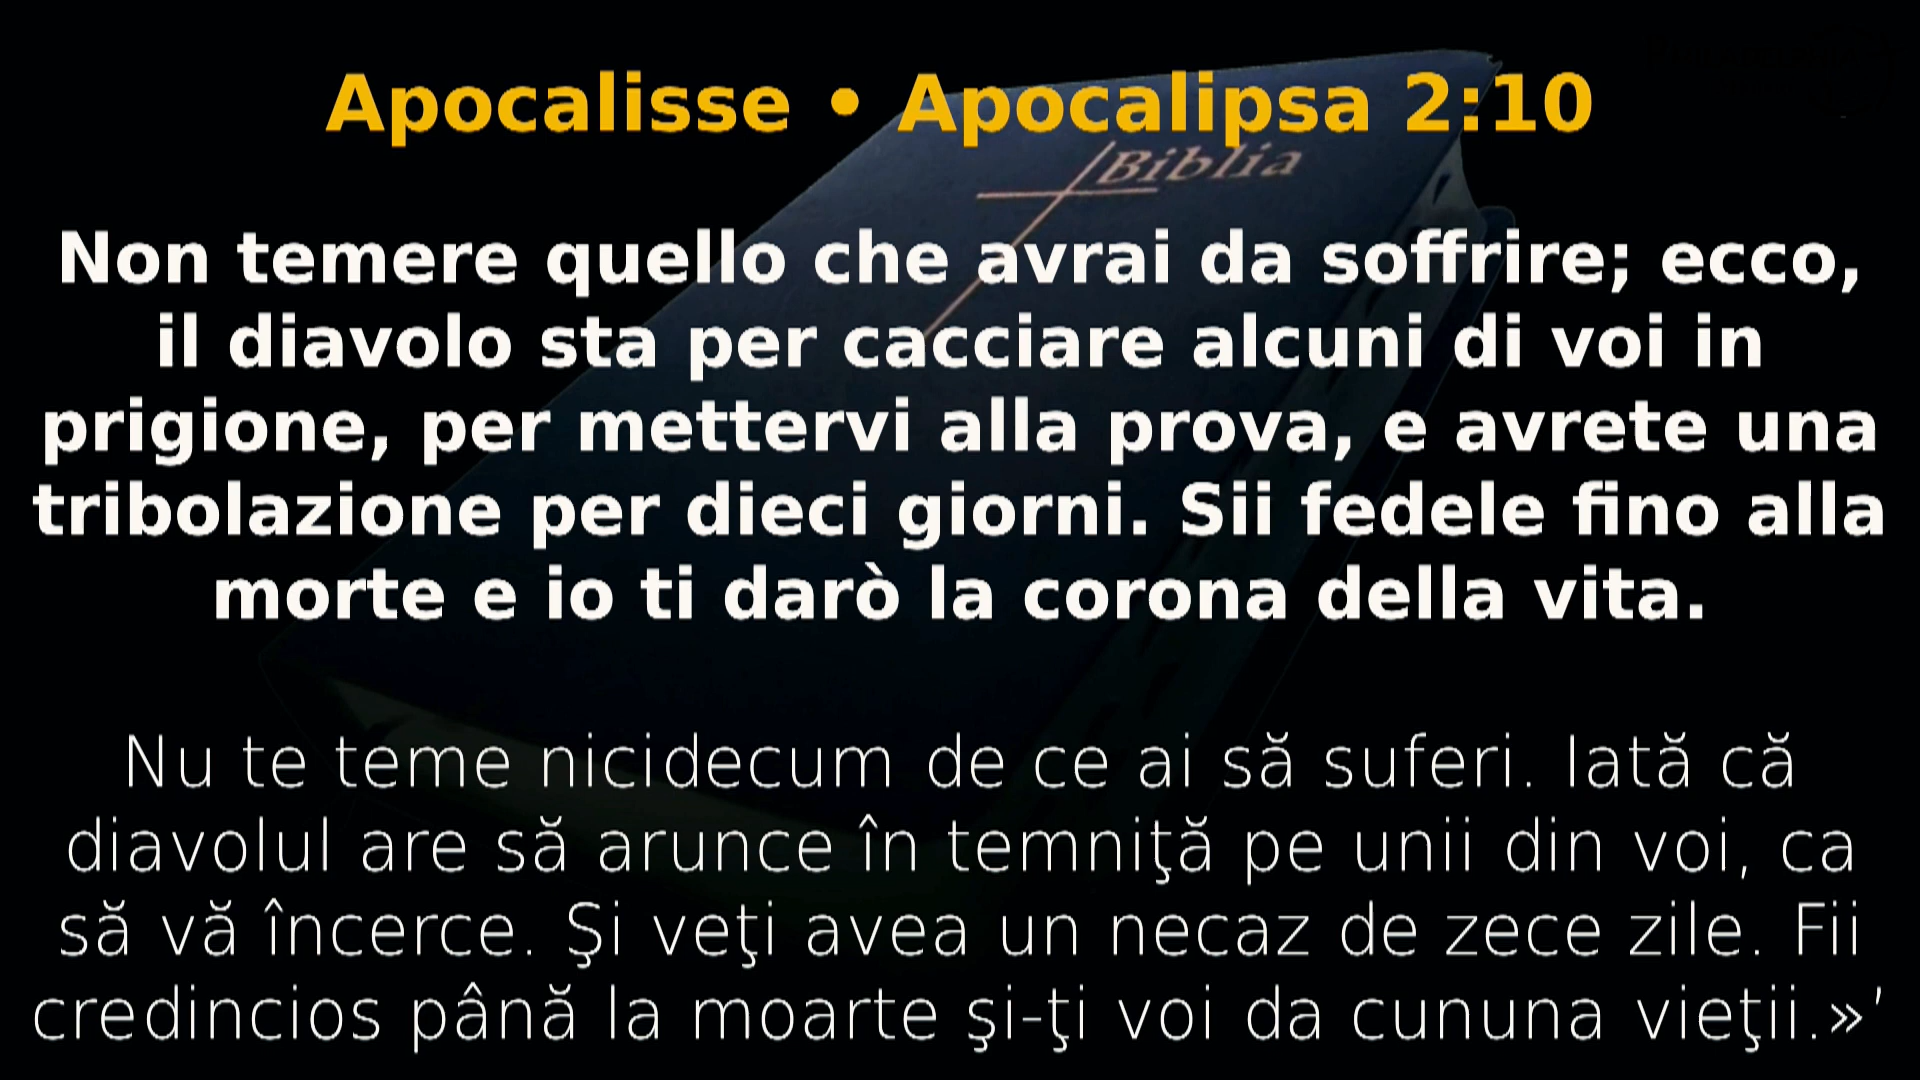 Apocalisse • Apocalipsa 2:10
Biblia
Non temere quello che avrai da soffrire; ecco,
il diavolo sta per cacciare alcuni di voi in
prigione, per mettervi alla prova, e avrete una
tribolazione per dieci giorni. Sii fedele fino alla
morte e io ti darò la corona della vita.
Nu te teme nicidecum de ce ai să suferi. Iată că
diavolul are să arunce în temniţă pe unii din voi, ca
să vă încerce. Şi veţi avea un necaz de zece zile. Fii
credincios până la moarte şi-ţi voi da cununa vieţii.»’